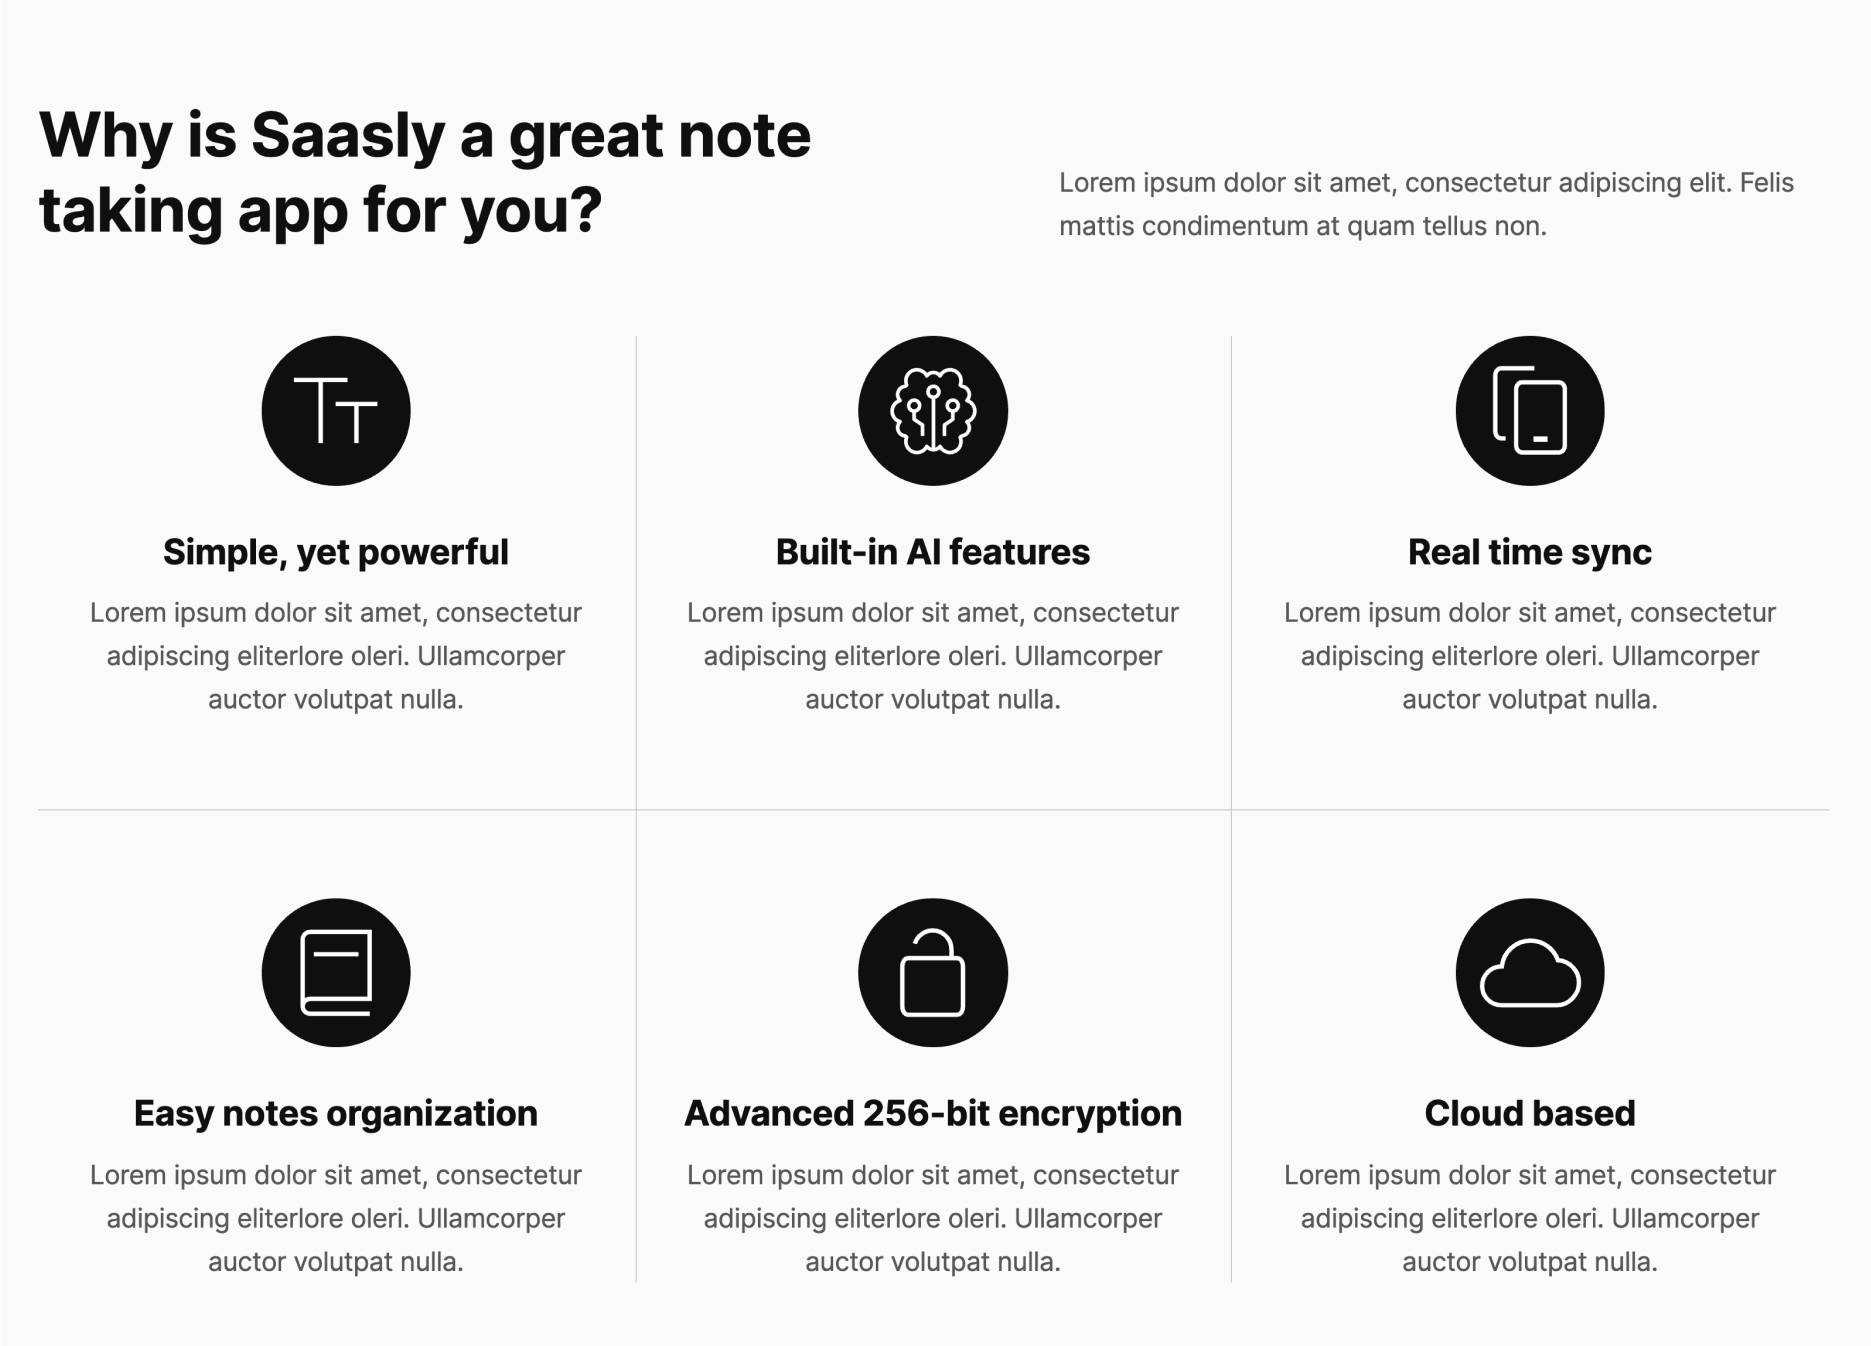 Why is Saasly a great note
taking app for you?
Lorem ipsum dolor sit amet, consectetur adipiscing elit. Felis
mattis condimentum at quam tellus non.
Tt
Simple, yet powerful
Lorem ipsum dolor sit amet, consectetur
adipiscing eliterlore oleri. Ullamcorper
auctor volutpat nulla.
Built-in AI features
Lorem ipsum dolor sit amet, consectetur
adipiscing eliterlore oleri. Ullamcorper
auctor volutpat nulla.
Real time sync
Lorem ipsum dolor sit amet, consectetur
adipiscing eliterlore oleri. Ullamcorper
auctor volutpat nulla.
Easy notes organization
Lorem ipsum dolor sit amet, consectetur
adipiscing eliterlore oleri. Ullamcorper
auctor volutpat nulla.
Advanced 256-bit encryption
Lorem ipsum dolor sit amet, consectetur
adipiscing eliterlore oleri. Ullamcorper
auctor volutpat nulla.
Cloud based
Lorem ipsum dolor sit amet, consectetur
adipiscing eliterlore oleri. Ullamcorper
auctor volutpat nulla.